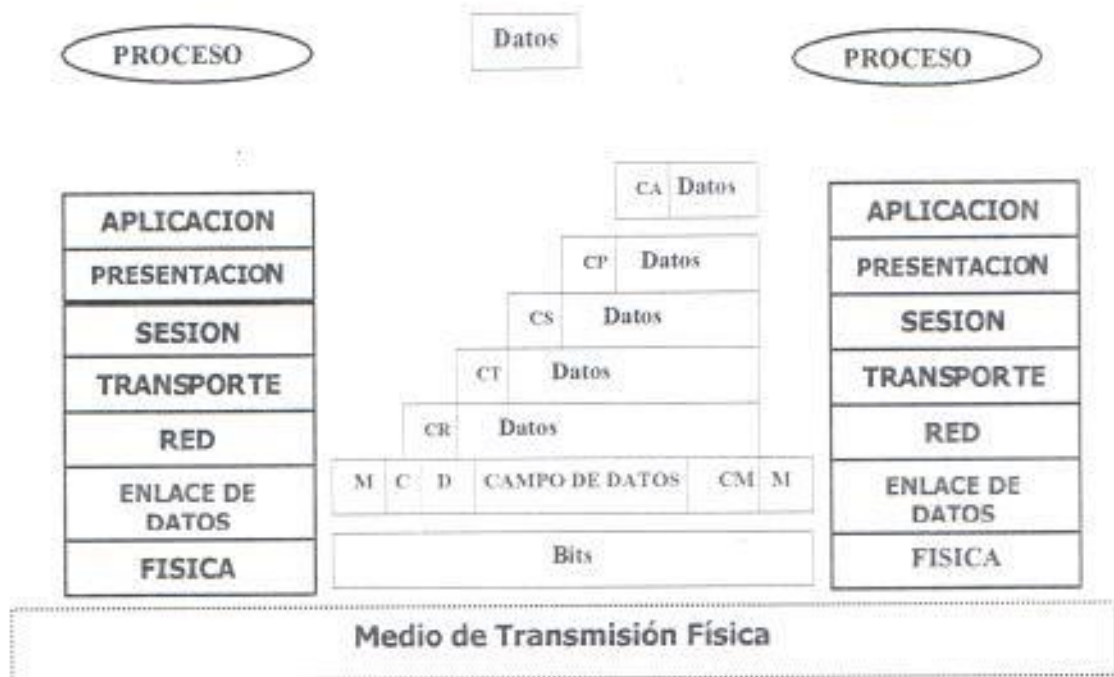 PROCESO
Datos
PROCESO
CA Datos
APLICACION
APLICACION
CP Datos
PRESENTACION
PRESENTACION
CS Datos
SESION
SESION
CT Datos
TRANSPORTE
TRANSPORTE
CR Datos
RED
RED
M C D CAMPO DE DATOS CM M
ENLACE DE
DATOS
ENLACE DE
DATOS
Bits
FISICA
FISICA
Medio de Transmisión Física